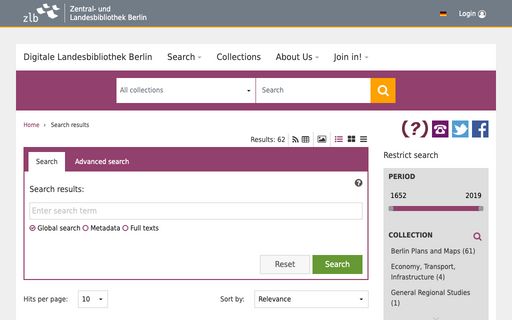 zlb
Zentral- und
Landesbibliothek Berlin
Login
Digitale Landesbibliothek Berlin
Search
Collections
About Us
Join in!
All collections
Search
Home › Search results
(?)
Results: 62
Restrict search
Search
Advanced search
PERIOD
Search results:
?
1652
2019
Enter search term
Global search
Metadata
Full texts
COLLECTION
Berlin Plans and Maps (61)
Economy, Transport,
Infrastructure (4)
General Regional Studies
(1)
Reset
Search
Hits per page:
10
Sort by:
Relevance